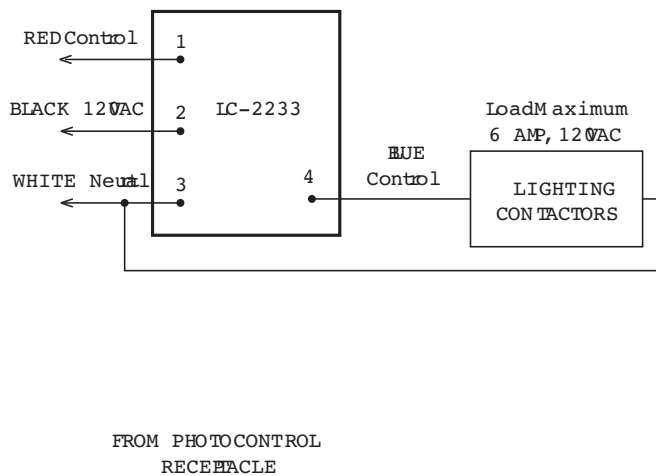 RED Control
1
BLACK 120VAC
2
LC-2233
Load Maximum
6 AMP, 120VAC
BLUE
Control
WHITE Neutral
3
4
LIGHTING
CONTACTORS
FROM PHOTOCONTROL
RECEPTACLE